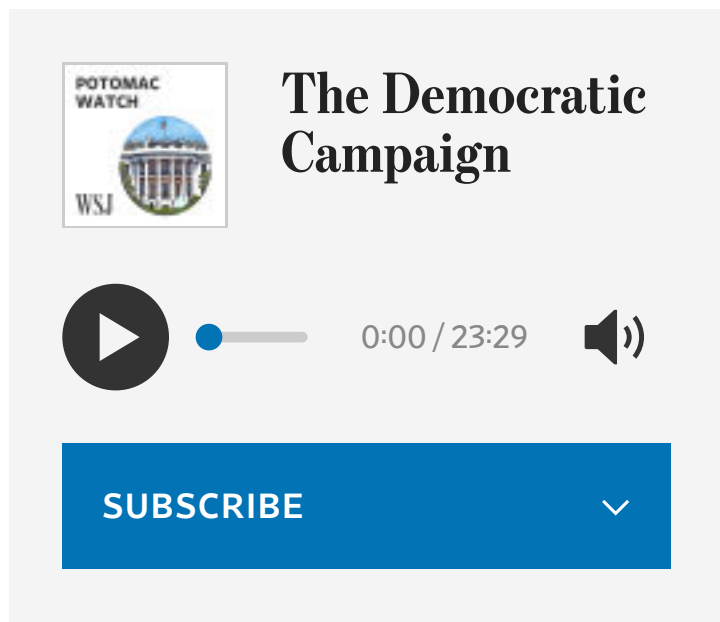 POTOMAC
WATCH
WSJ
The Democratic
Campaign
0:00 / 23:29
SUBSCRIBE